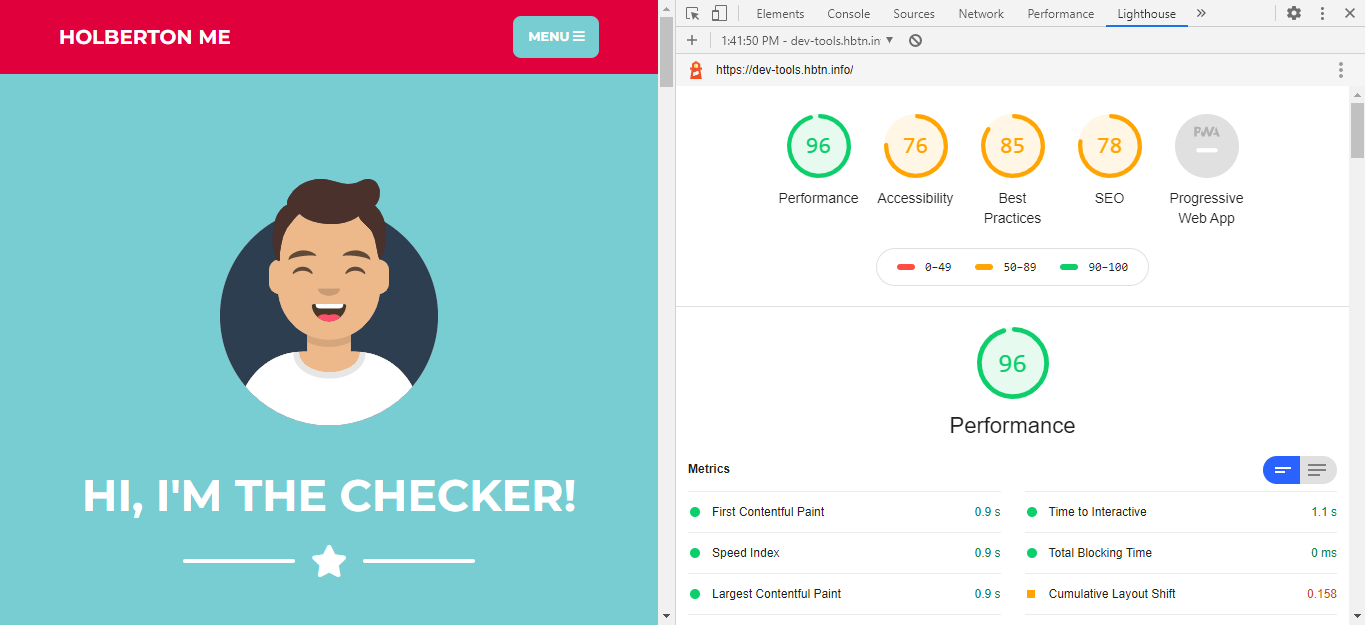 HOLBERTON ME
MENU
HI, I'M THE CHECKER!
Elements Console Sources Network Performance Lighthouse
1:41:50 PM - dev-tools.hbtn.in
https://dev-tools.hbtn.info/
96 76 85 78 PWA
Performance Accessibility Best Practices SEO Progressive Web App
0–49 50–89 90–100
96
Performance
Metrics
First Contentful Paint 0.9 s
Time to Interactive 1.1 s
Speed Index 0.9 s
Total Blocking Time 0 ms
Largest Contentful Paint 0.9 s
Cumulative Layout Shift 0.158